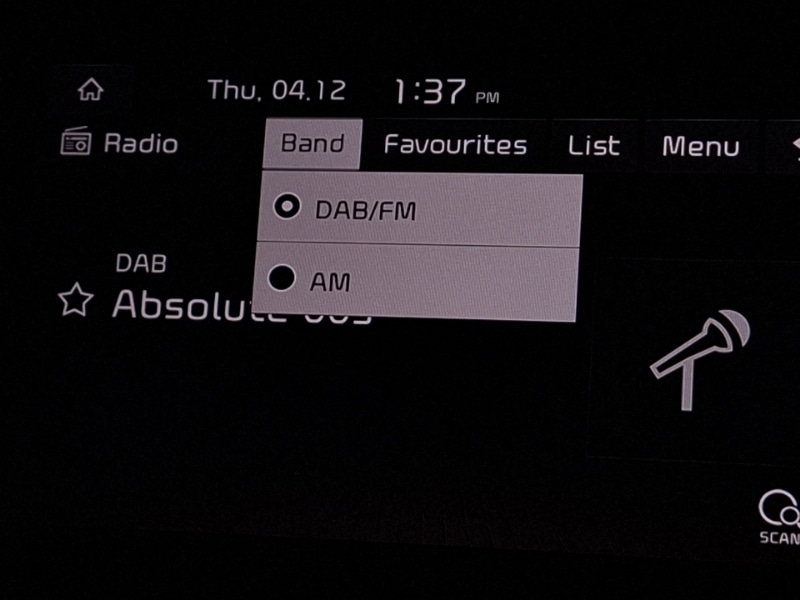 Thu, 04.12 1:37 PM
Radio Band Favourites List Menu
DAB/FM
AM
DAB
Absolute
SCAN